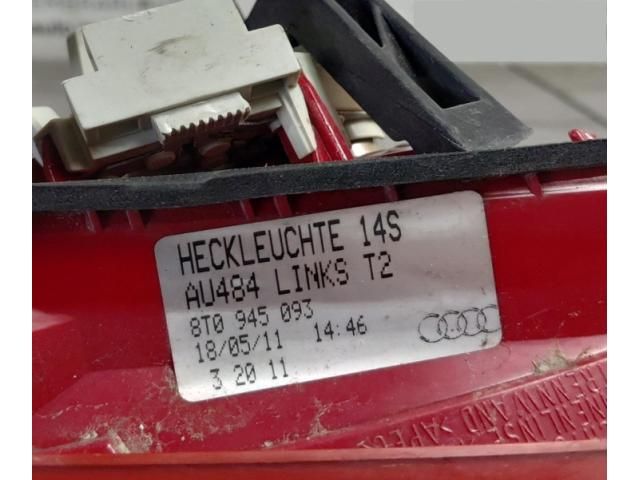 HECKLEUCHTE 14S
AU484 LINKS T2
8T0 945 093
18/05/11 14:46
3 20 11